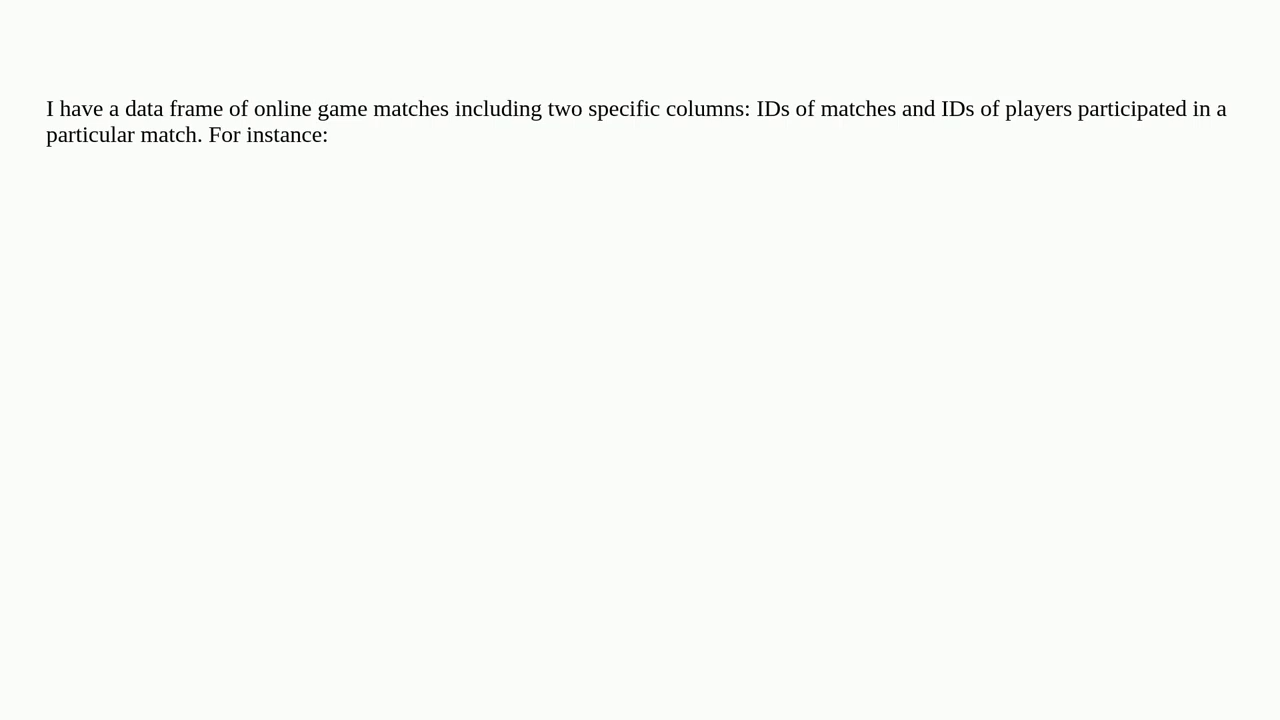 I have a data frame of online game matches including two specific columns: IDs of matches and IDs of players participated in a
particular match. For instance: